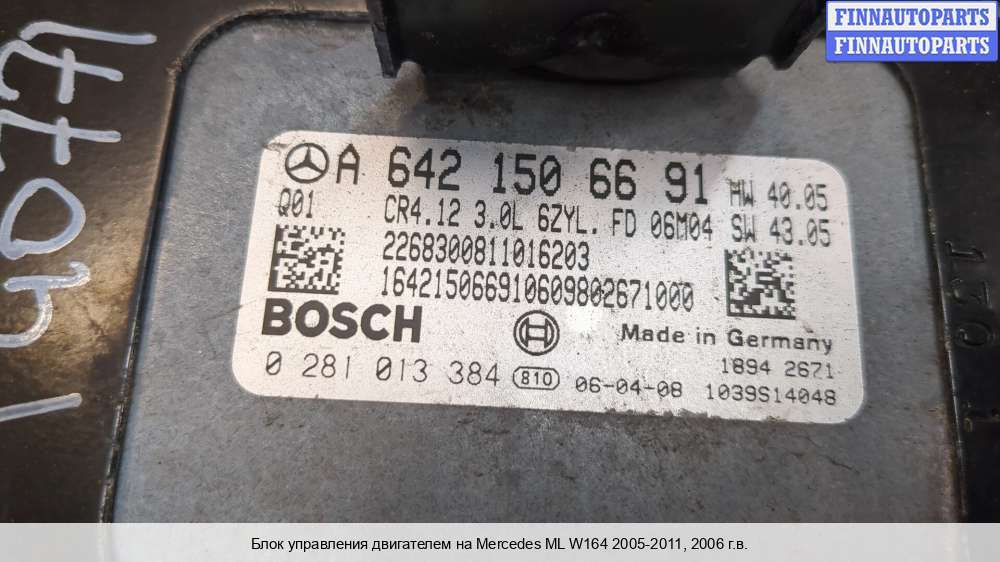 FINNAUTOPARTS
FINNAUTOPARTS
A 642 150 66 91
HW 40.05
Q01
CR4.12 3.0L 6ZYL. FD 06M04
SW 43.05
2268300811016203
164215066910609802671000
BOSCH
Made in Germany
0 281 013 384
810
06-04-08
1894 2671
1039S14048
Блок управления двигателем на Mercedes ML W164 2005-2011, 2006 г.в.